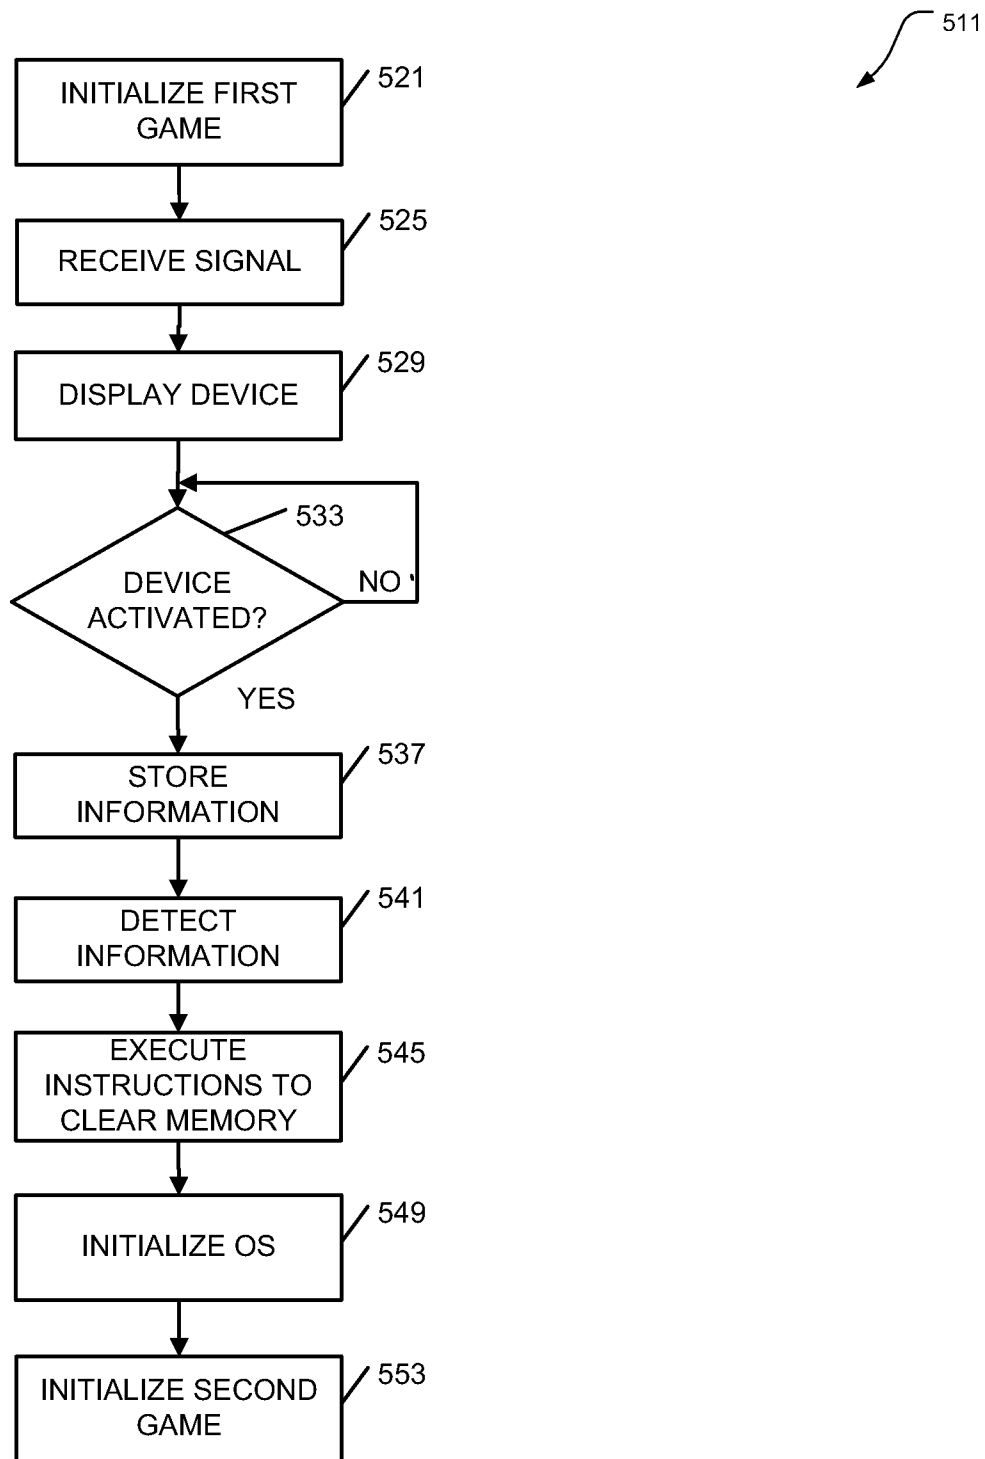 511
INITIALIZE FIRST
GAME
521
RECEIVE SIGNAL
525
DISPLAY DEVICE
529
533
DEVICE
ACTIVATED?
NO
YES
STORE
INFORMATION
537
DETECT
INFORMATION
541
EXECUTE
INSTRUCTIONS TO
CLEAR MEMORY
545
INITIALIZE OS
549
INITIALIZE SECOND
GAME
553